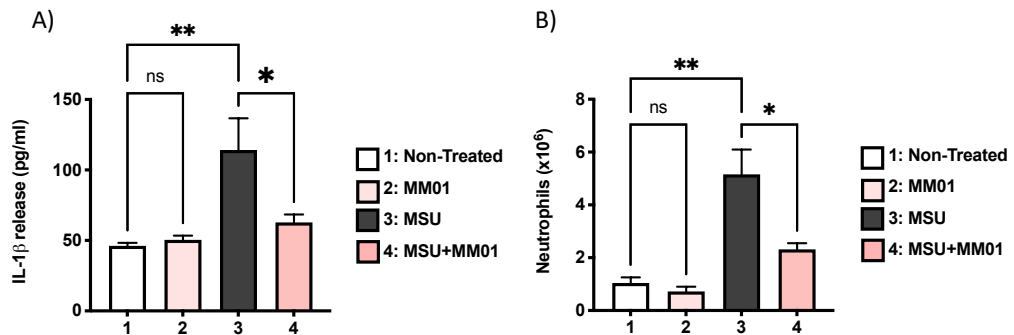 A)
**
ns
*
150
100
50
0
IL-1β release (pg/ml)
1 2 3 4
1: Non-Treated
2: MM01
3: MSU
4: MSU+MM01
B)
**
ns
*
8
6
4
2
0
Neutrophils (x10⁶)
1 2 3 4
1: Non-Treated
2: MM01
3: MSU
4: MSU+MM01